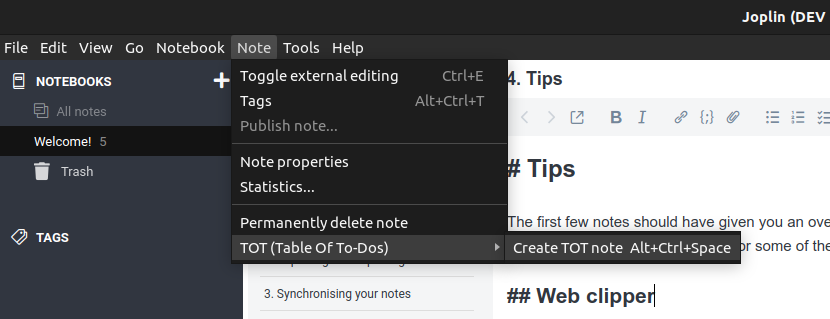 Joplin (DEV
File Edit View Go Notebook Note Tools Help
NOTEBOOKS
All notes
Welcome! 5
Trash
TAGS
Toggle external editing Ctrl+E
Tags Alt+Ctrl+T
Publish note...
Note properties
Statistics...
Permanently delete note
TOT (Table Of To-Dos)
Create TOT note Alt+Ctrl+Space
3. Synchronising your notes
4. Tips
B I
# Tips
The first few notes should have given you an ove
or some of the
## Web clipper